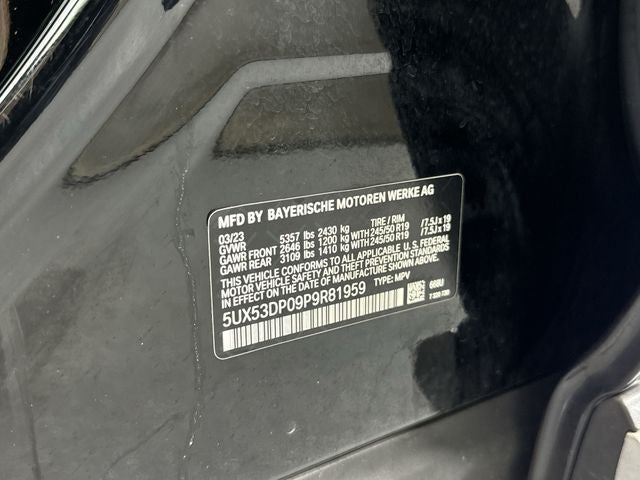 MFD BY BAYERISCHE MOTOREN WERKE AG
03/23 TIRE / RIM
GVWR 5357 lbs 2430 kg
GAWR FRONT 2646 lbs 1200 kg WITH 245/50 R19 /7.5J x 19
GAWR REAR 3109 lbs 1410 kg WITH 245/50 R19 /7.5J x 19
THIS VEHICLE CONFORMS TO ALL APPLICABLE U.S. FEDERAL
MOTOR VEHICLE SAFETY AND THEFT PREVENTION STANDARDS
IN EFFECT ON THE DATE OF MANUFACTURE SHOWN ABOVE.
5UX53DP09P9R81959 TYPE: MPV
668U